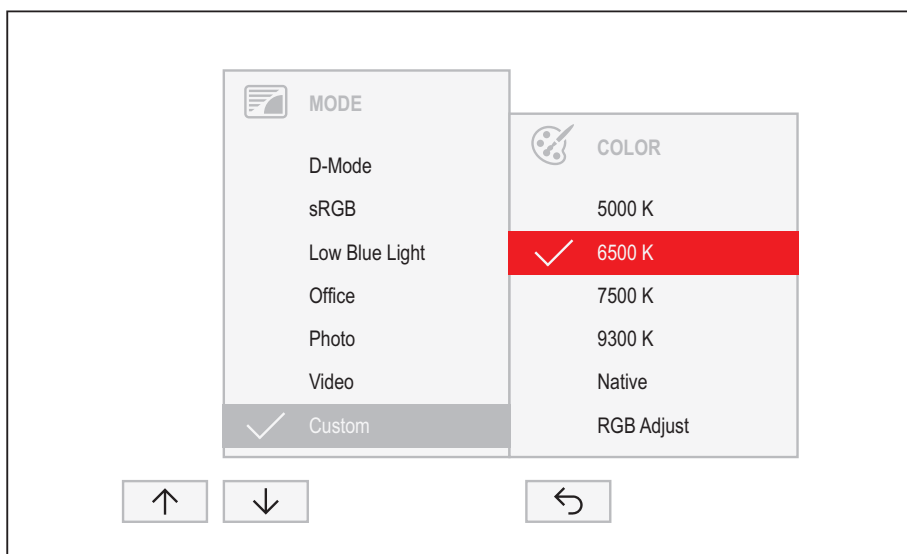 MODE
D-Mode
sRGB
Low Blue Light
Office
Photo
Video
Custom
COLOR
5000 K
6500 K
7500 K
9300 K
Native
RGB Adjust